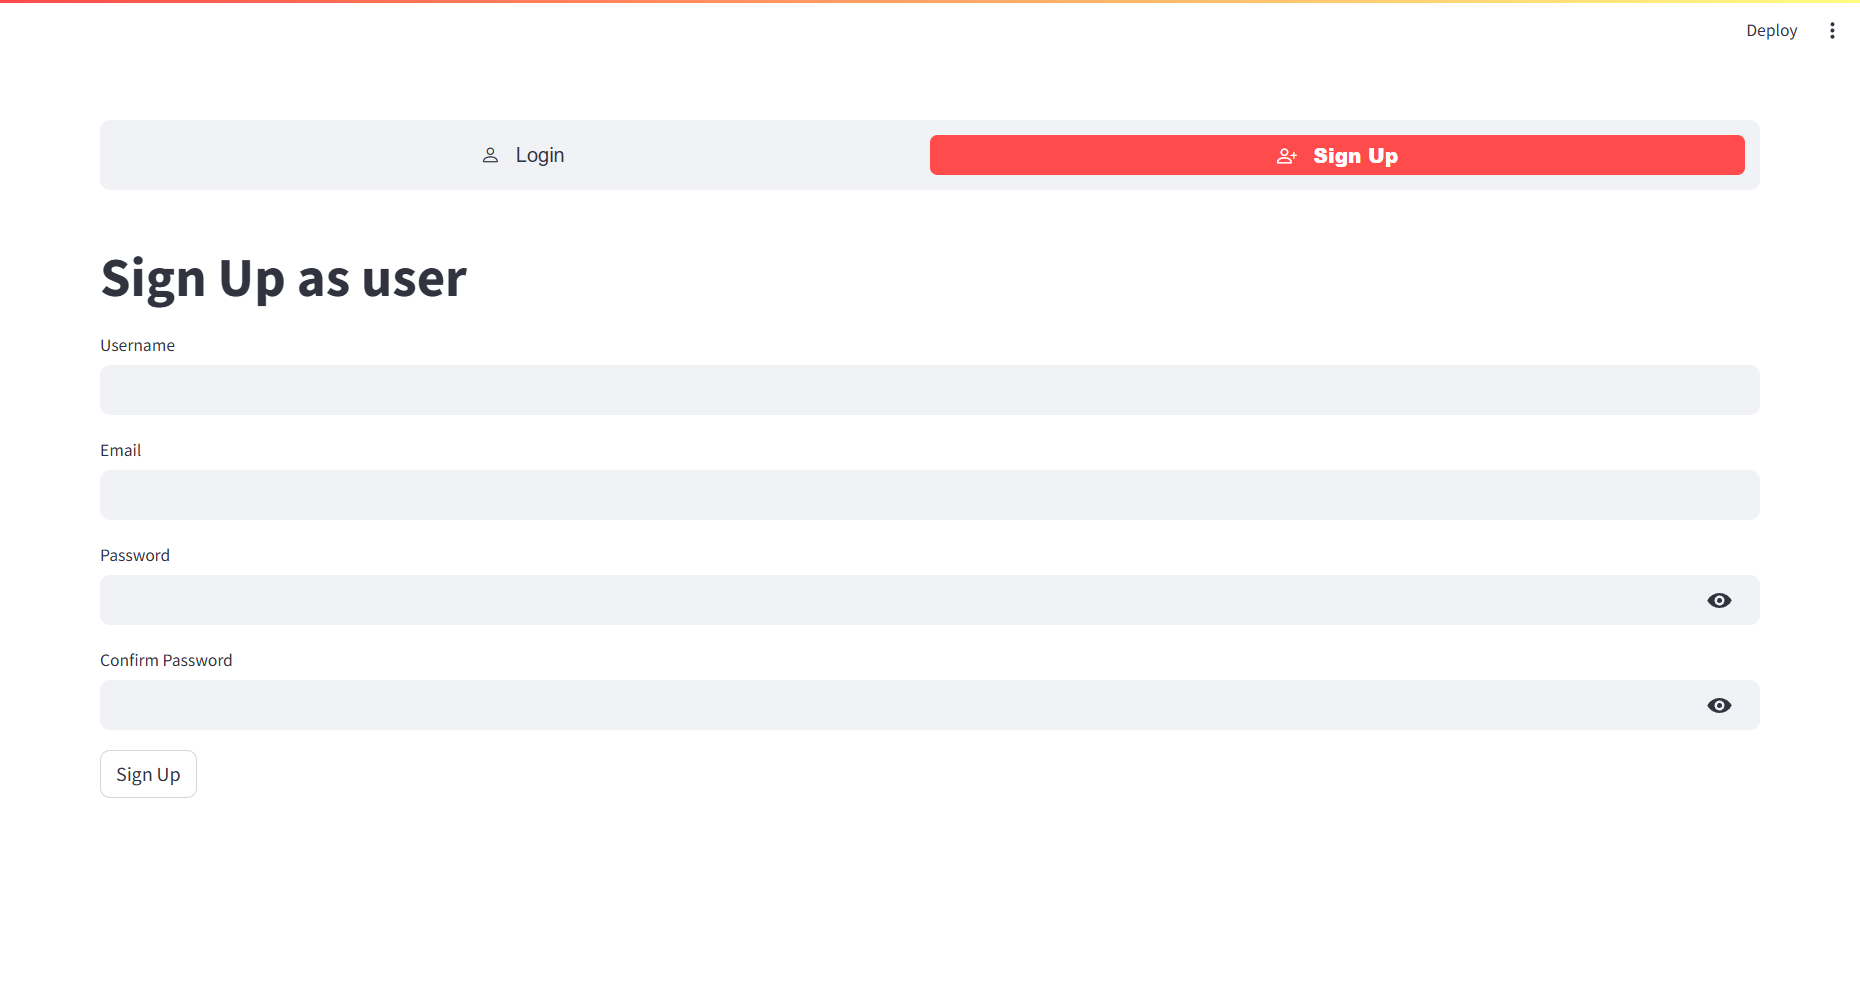 Deploy
Login
Sign Up
Sign Up as user
Username
Email
Password
Confirm Password
Sign Up